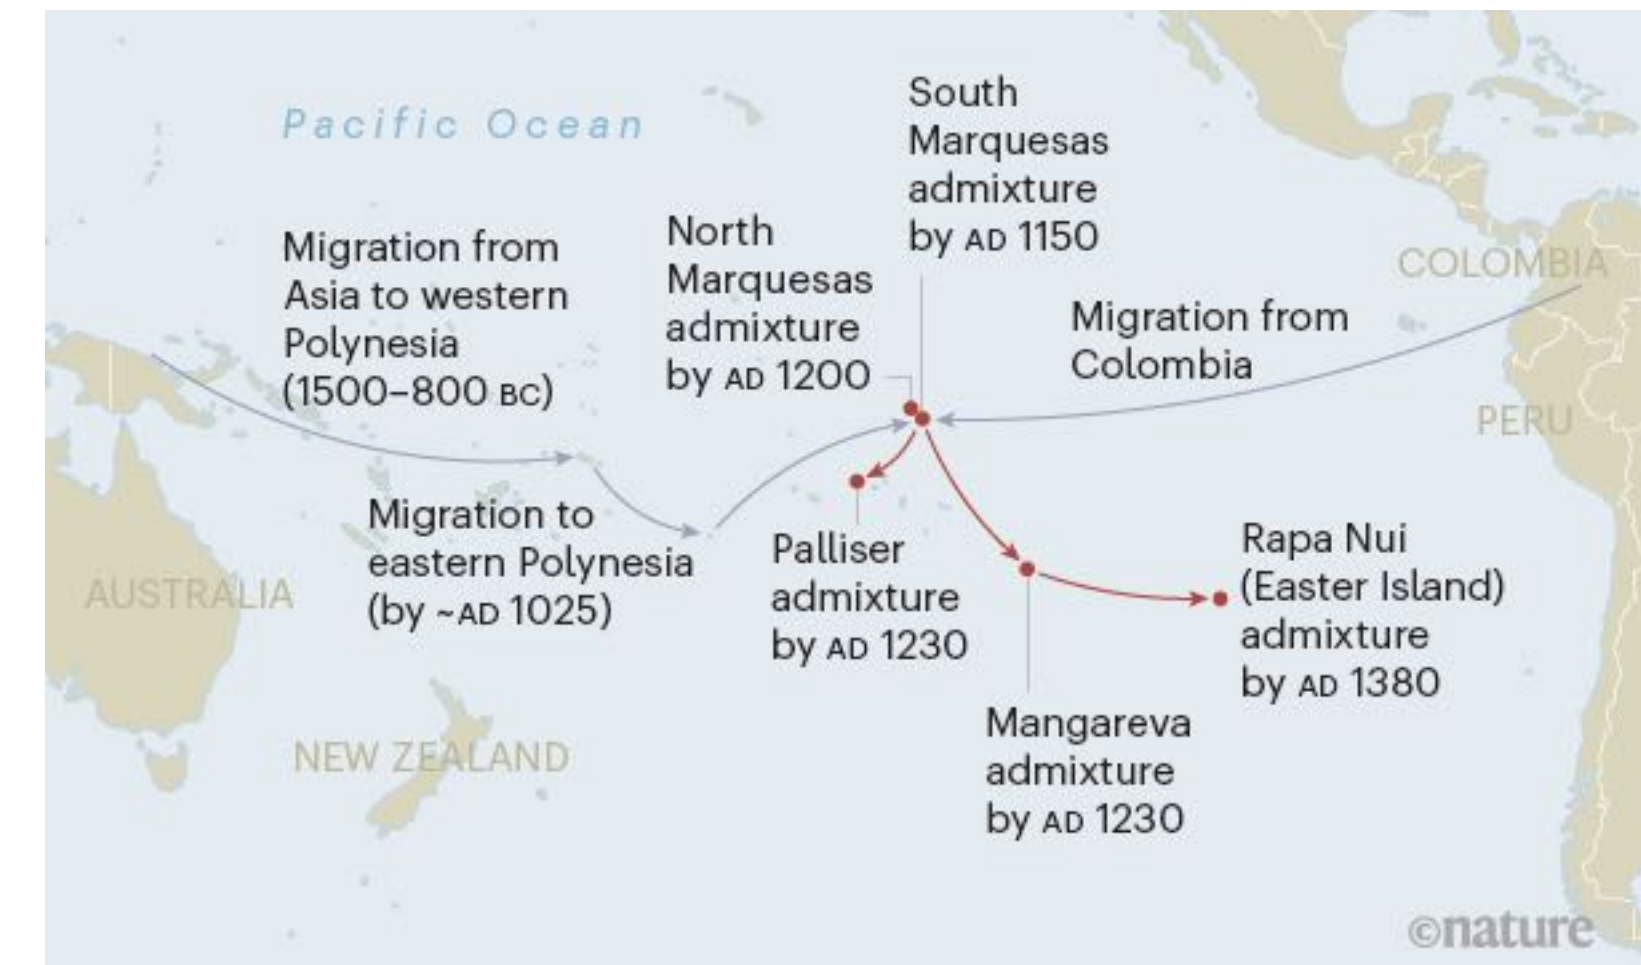 Pacific Ocean
South
Marquesas
admixture
by AD 1150
North
Marquesas
admixture
by AD 1200
Migration from
Asia to western
Polynesia
(1500–800 BC)
Migration from
Colombia
COLOMBIA
PERU
Migration to
eastern Polynesia
(by ~AD 1025)
Palliser
admixture
by AD 1230
Rapa Nui
(Easter Island)
admixture
by AD 1380
Mangareva
admixture
by AD 1230
AUSTRALIA
NEW ZEALAND
©nature